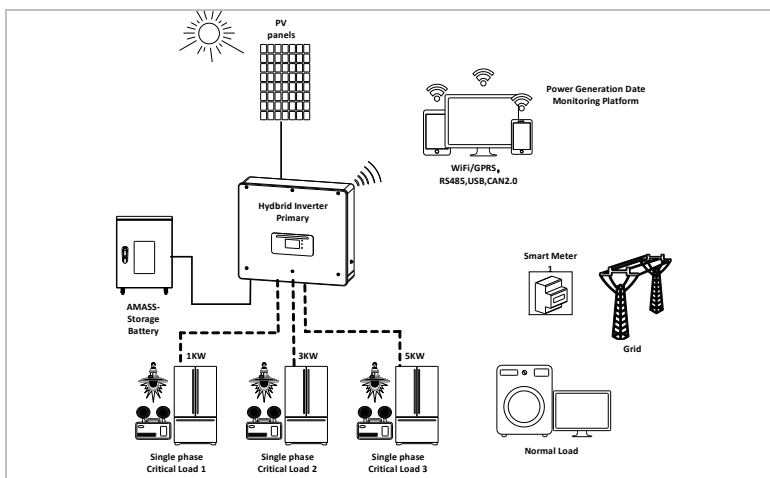 PV
panels
Power Generation Date
Monitoring Platform
WiFi/GPRS,
RS485,USB,CAN2.0
Hydbrid Inverter
Primary
Smart Meter
1
AMASS-
Storage
Battery
Grid
1KW
3KW
5KW
Single phase
Critical Load 1
Single phase
Critical Load 2
Single phase
Critical Load 3
Normal Load